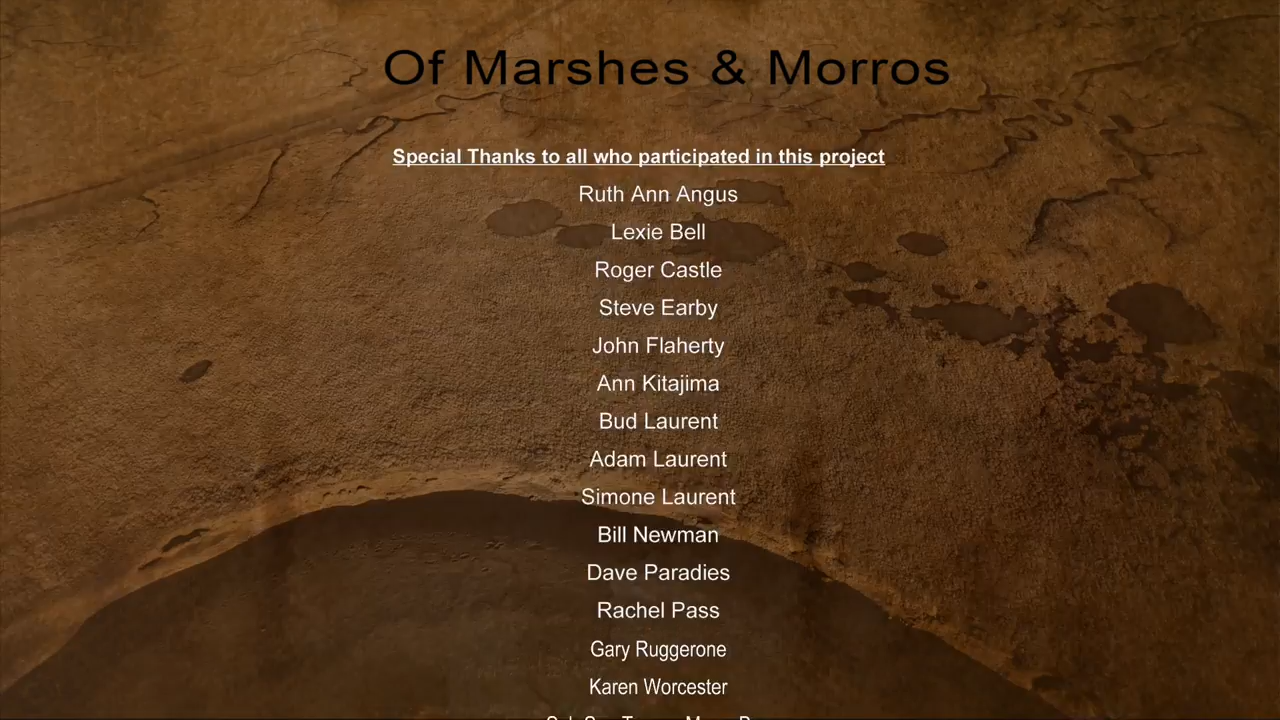 Of Marshes & Morros
Special Thanks to all who participated in this project
Ruth Ann Angus
Lexie Bell
Roger Castle
Steve Earby
John Flaherty
Ann Kitajima
Bud Laurent
Adam Laurent
Simone Laurent
Bill Newman
Dave Paradies
Rachel Pass
Gary Ruggerone
Karen Worcester